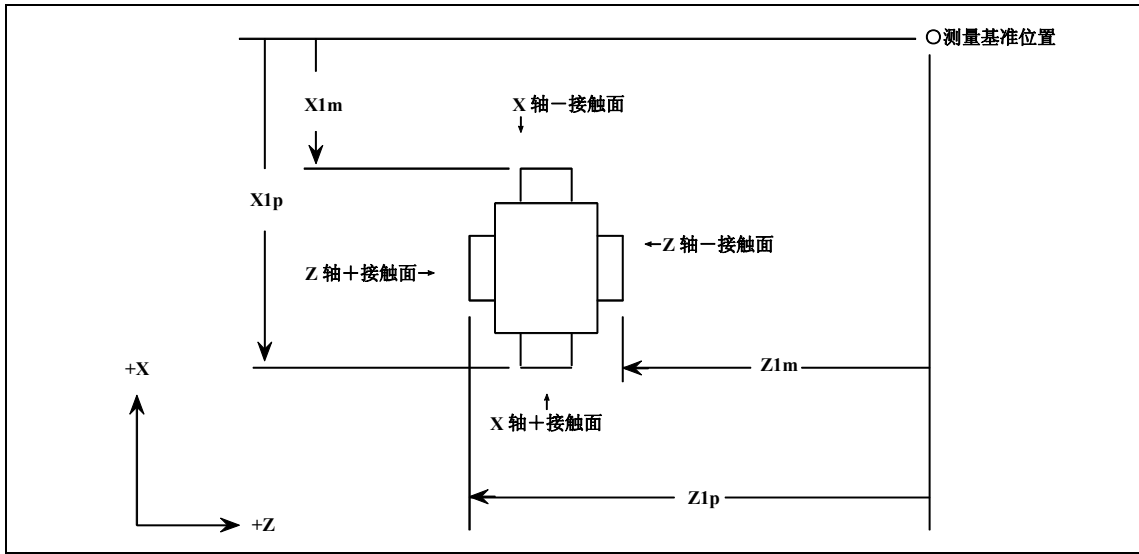 ○测量基准位置
X1m
X 轴－接触面
↓
X1p
←Z 轴－接触面
Z 轴＋接触面→
Z1m
+X
↑
X 轴＋接触面
Z1p
+Z